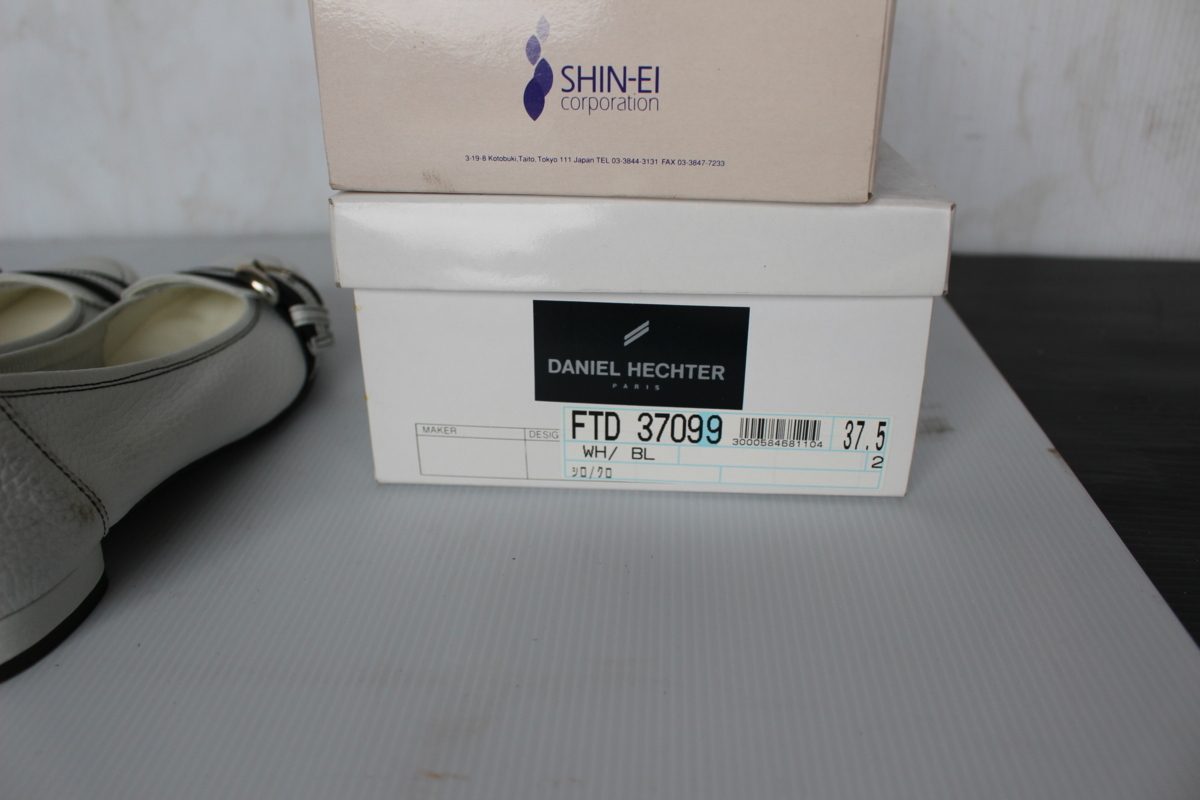 SHIN-EI
corporation
3-19-8 Kotobuki,Taito,Tokyo 111 Japan TEL 03-3844-3131 FAX 03-3847-7233
DANIEL HECHTER
PARIS
MAKER DESIG
FTD 37099 3000584681104 37.5
WH/ BL 2
シロ/クロ